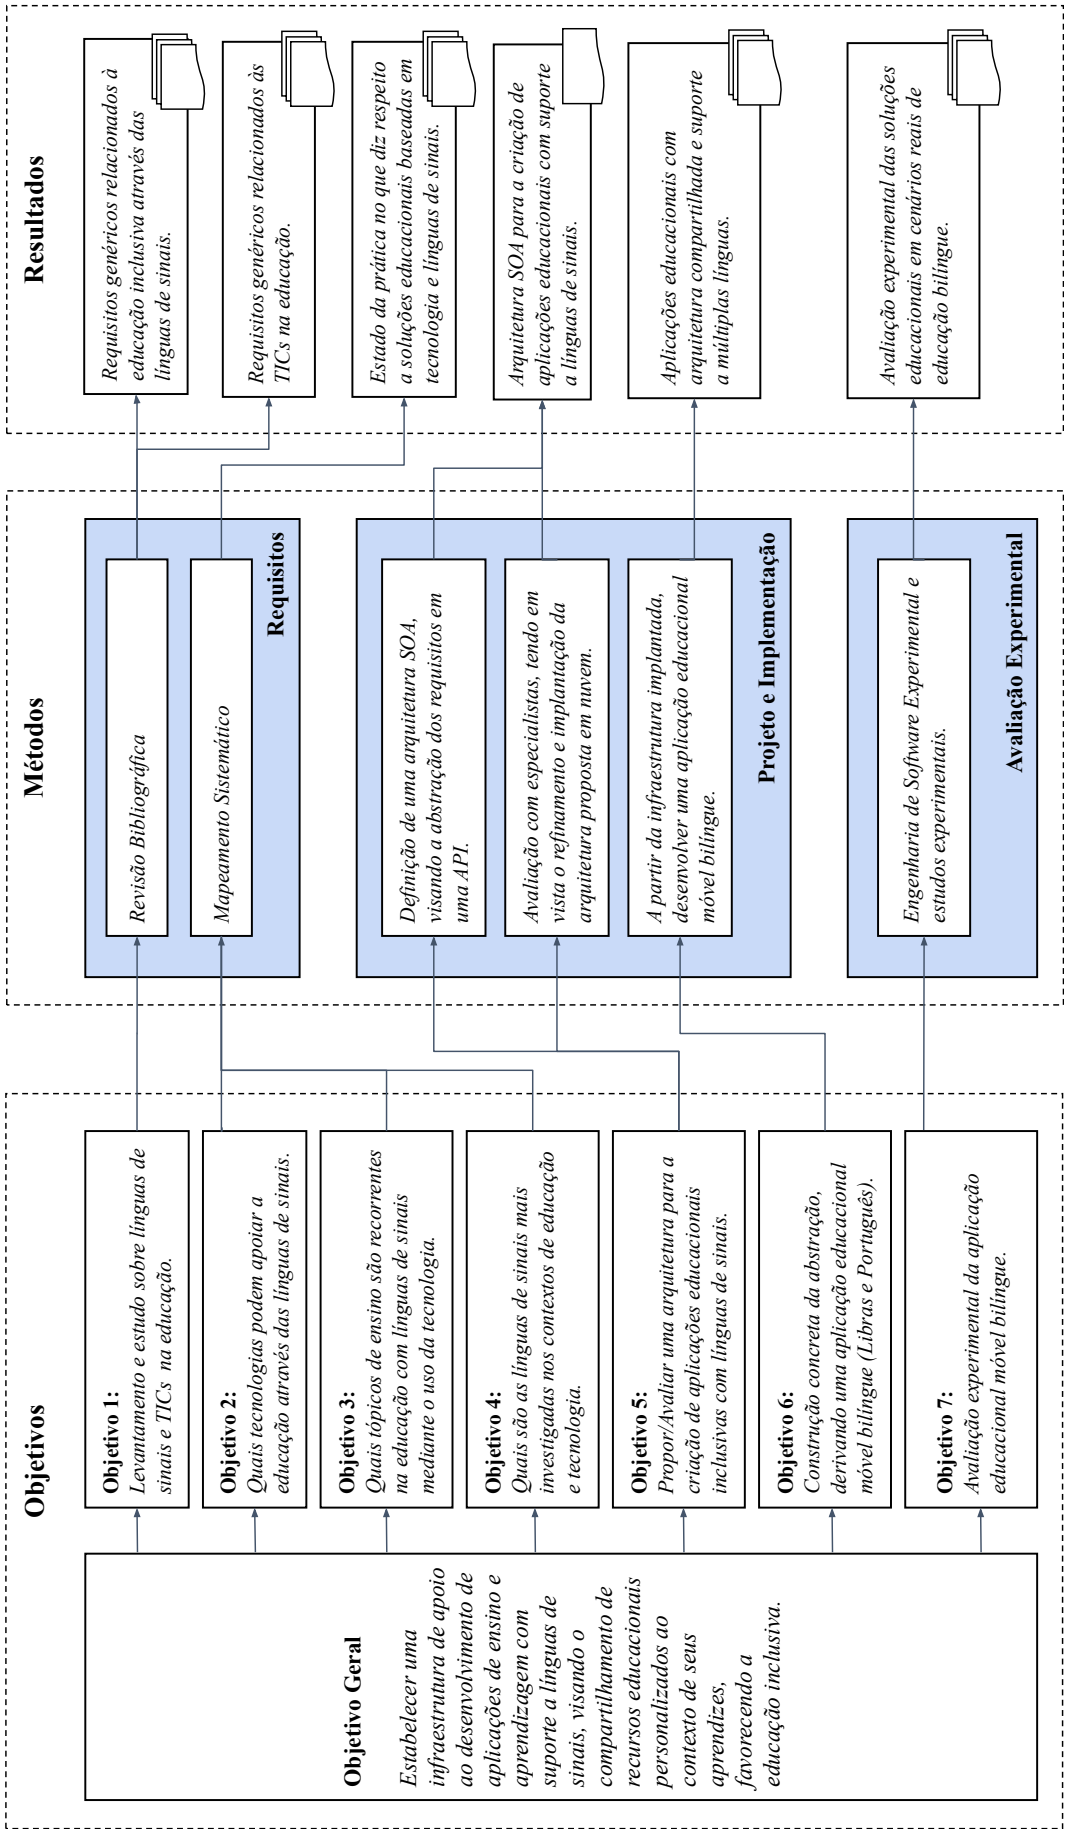 Objetivos
Objetivo Geral
Estabelecer uma
infraestrutura de apoio
ao desenvolvimento de
aplicações de ensino e
aprendizagem com
suporte a línguas de
sinais, visando o
compartilhamento de
recursos educacionais
personalizados ao
contexto de seus
aprendizes,
favorecendo a
educação inclusiva.
Objetivo 1:
Levantamento e estudo sobre línguas de
sinais e TICs na educação.
Objetivo 2:
Quais tecnologias podem apoiar a
educação através das línguas de sinais.
Objetivo 3:
Quais tópicos de ensino são recorrentes
na educação com línguas de sinais
mediante o uso da tecnologia.
Objetivo 4:
Quais são as línguas de sinais mais
investigadas nos contextos de educação
e tecnologia.
Objetivo 5:
Propor/Avaliar uma arquitetura para a
criação de aplicações educacionais
inclusivas com línguas de sinais.
Objetivo 6:
Construção concreta da abstração,
derivando uma aplicação educacional
móvel bilíngue (Libras e Português).
Objetivo 7:
Avaliação experimental da aplicação
educacional móvel bilíngue.
Métodos
Revisão Bibliográfica
Mapeamento Sistemático
Requisitos
Definição de uma arquitetura SOA,
visando a abstração dos requisitos em
uma API.
Avaliação com especialistas, tendo em
vista o refinamento e implantação da
arquitetura proposta em nuvem.
A partir da infraestrutura implantada,
desenvolver uma aplicação educacional
móvel bilíngue.
Projeto e Implementação
Engenharia de Software Experimental e
estudos experimentais.
Avaliação Experimental
Resultados
Requisitos genéricos relacionados à
educação inclusiva através das
línguas de sinais.
Requisitos genéricos relacionados às
TICs na educação.
Estado da prática no que diz respeito
a soluções educacionais baseadas em
tecnologia e línguas de sinais.
Arquitetura SOA para a criação de
aplicações educacionais com suporte
a línguas de sinais.
Aplicações educacionais com
arquitetura compartilhada e suporte
a múltiplas línguas.
Avaliação experimental das soluções
educacionais em cenários reais de
educação bilíngue.